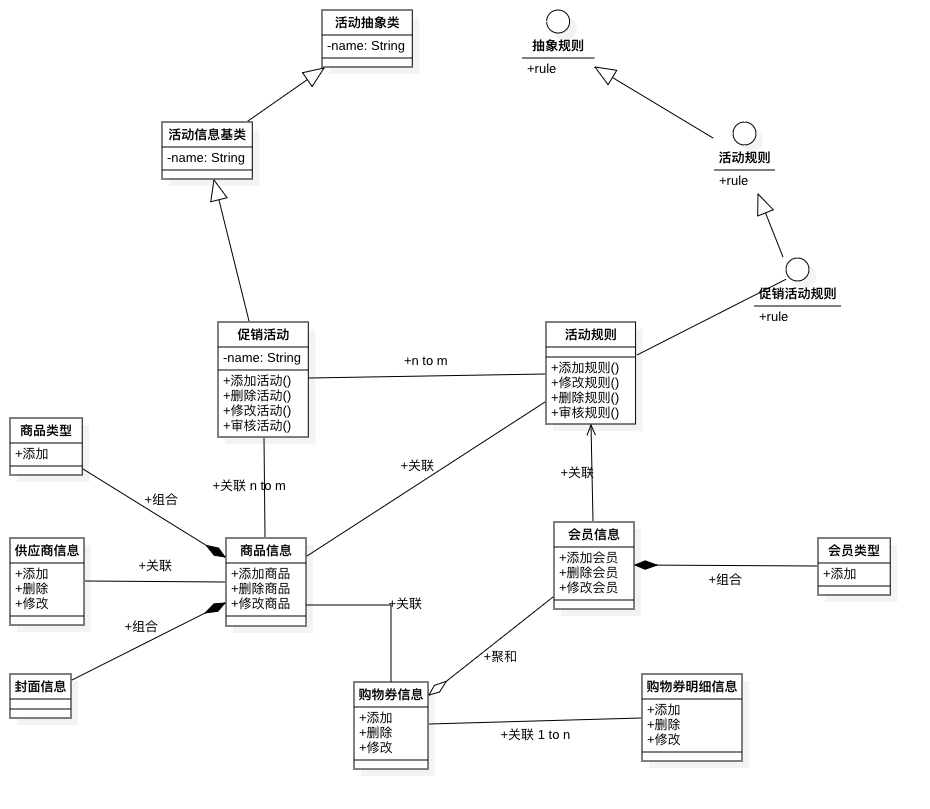 活动抽象类
-name: String
抽象规则
+rule
活动信息基类
-name: String
活动规则
+rule
促销活动规则
+rule
促销活动
-name: String
+添加活动()
+删除活动()
+修改活动()
+审核活动()
+n to m
活动规则
+添加规则()
+修改规则()
+删除规则()
+审核规则()
商品类型
+添加
+组合
+关联 n to m
+关联
+关联
供应商信息
+添加
+删除
+修改
+关联
商品信息
+添加商品
+删除商品
+修改商品
会员信息
+添加会员
+删除会员
+修改会员
+组合
会员类型
+添加
+组合
+关联
封面信息
+聚和
购物券信息
+添加
+删除
+修改
+关联 1 to n
购物券明细信息
+添加
+删除
+修改